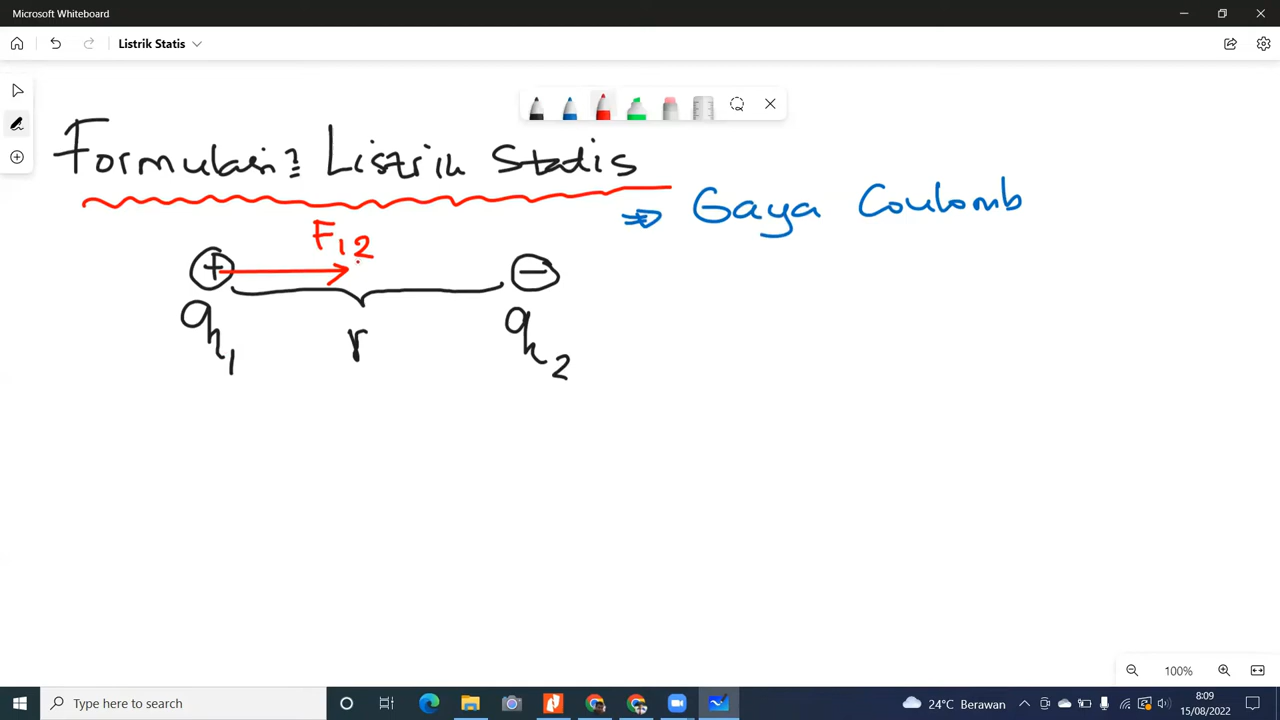 Microsoft Whiteboard
Listrik Statis
Formulasi² Listrik Statis
⇒ Gaya Coulomb
F₁₂
+
−
q₁
r
q₂
100%
Type here to search
24°C Berawan
8:09
15/08/2022